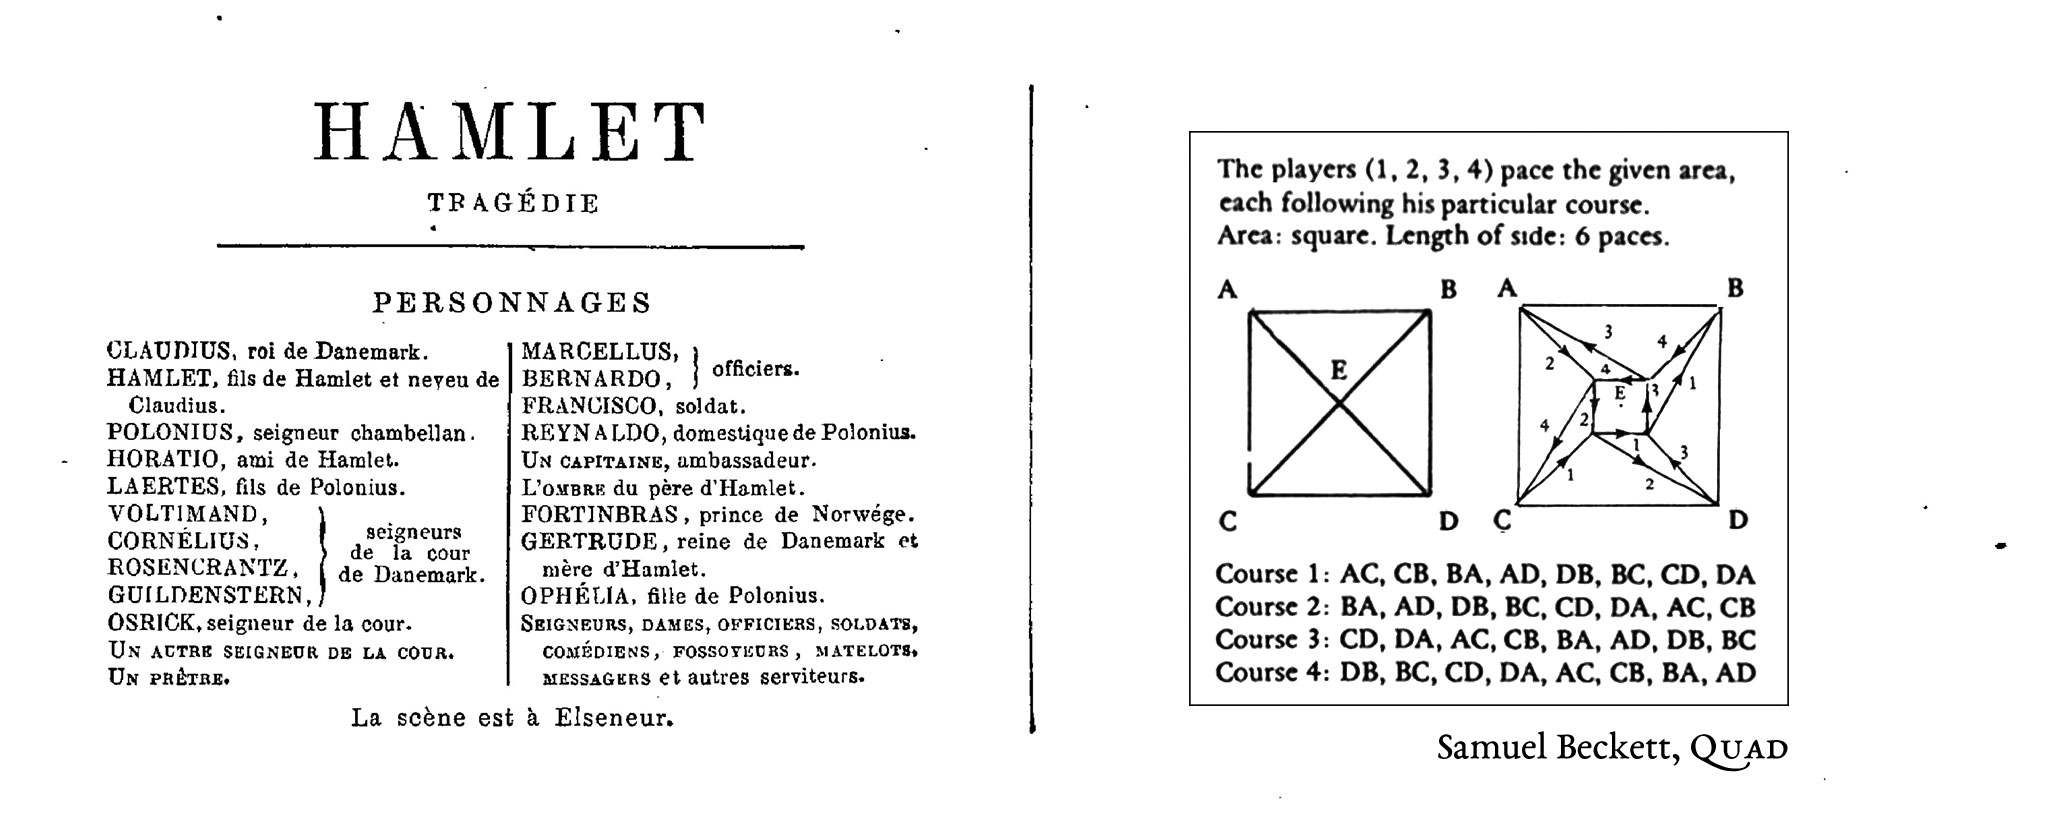 HAMLET
TRAGÉDIE
PERSONNAGES
CLAUDIUS, roi de Danemark.
HAMLET, fils de Hamlet et neveu de
Claudius.
POLONIUS, seigneur chambellan.
HORATIO, ami de Hamlet.
LAERTES, fils de Polonius.
VOLTIMAND,
CORNÉLIUS,
ROSENCRANTZ,
GUILDENSTERN,
seigneurs
de la cour
de Danemark.
OSRICK, seigneur de la cour.
UN AUTRE SEIGNEUR DE LA COUR.
UN PRÊTRE.
MARCELLUS,
BERNARDO,
officiers.
FRANCISCO, soldat.
REYNALDO, domestique de Polonius.
UN CAPITAINE, ambassadeur.
L'OMBRE du père d'Hamlet.
FORTINBRAS, prince de Norwége.
GERTRUDE, reine de Danemark et
mère d'Hamlet.
OPHÉLIA, fille de Polonius.
SEIGNEURS, DAMES, OFFICIERS, SOLDATS,
COMÉDIENS, FOSSOYEURS, MATELOTS,
MESSAGERS et autres serviteurs.
La scène est à Elseneur.
The players (1, 2, 3, 4) pace the given area,
each following his particular course.
Area: square. Length of side: 6 paces.
A B
E
C D
A B
3 4
2 4 1
E 3
4 2
1 3
1 2
C D
Course 1: AC, CB, BA, AD, DB, BC, CD, DA
Course 2: BA, AD, DB, BC, CD, DA, AC, CB
Course 3: CD, DA, AC, CB, BA, AD, DB, BC
Course 4: DB, BC, CD, DA, AC, CB, BA, AD
Samuel Beckett, QUAD